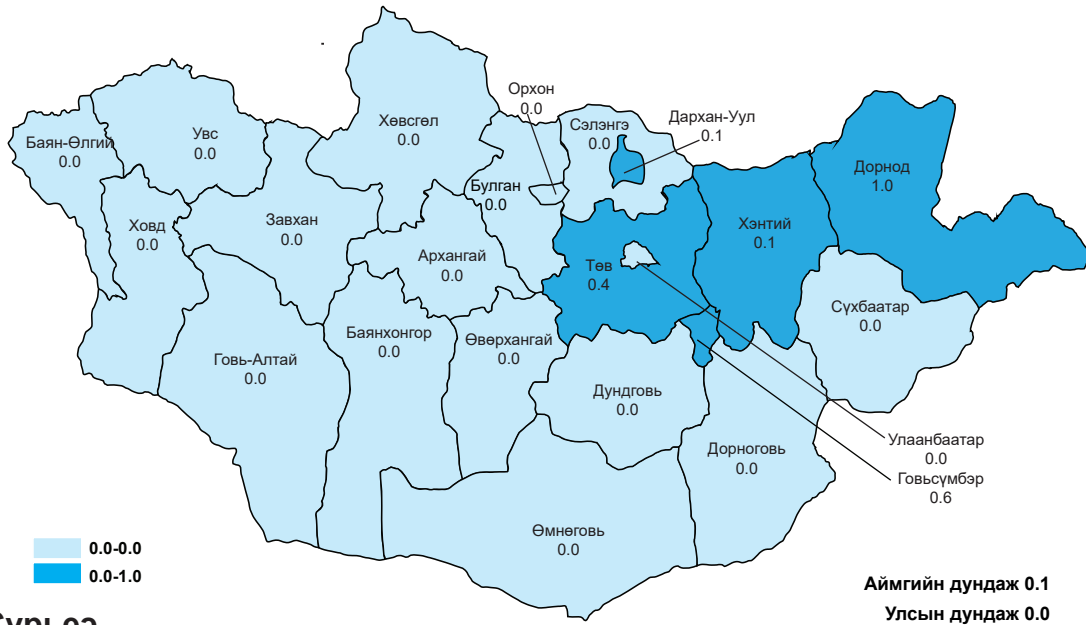 Орхон
0.0
Дархан-Уул
0.1
Сэлэнгэ
0.0
Хөвсгөл
0.0
Увс
0.0
Баян-Өлгий
0.0
Дорнод
1.0
Булган
0.0
Хэнтий
0.1
Ховд
0.0
Завхан
0.0
Архангай
0.0
Төв
0.4
Сүхбаатар
0.0
Баянхонгор
0.0
Өвөрхангай
0.0
Говь-Алтай
0.0
Дундговь
0.0
Дорноговь
0.0
Улаанбаатар
0.0
Говьсүмбэр
0.6
Өмнөговь
0.0
0.0-0.0
0.0-1.0
Аймгийн дундаж 0.1
Улсын дундаж 0.0